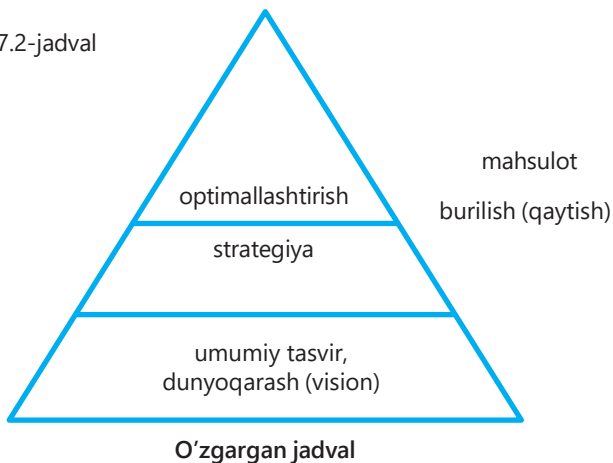 7.2-jadval
mahsulot
optimallashtirish
burilish (qaytish)
strategiya
umumiy tasvir,
dunyoqarash (vision)
O’zgargan jadval